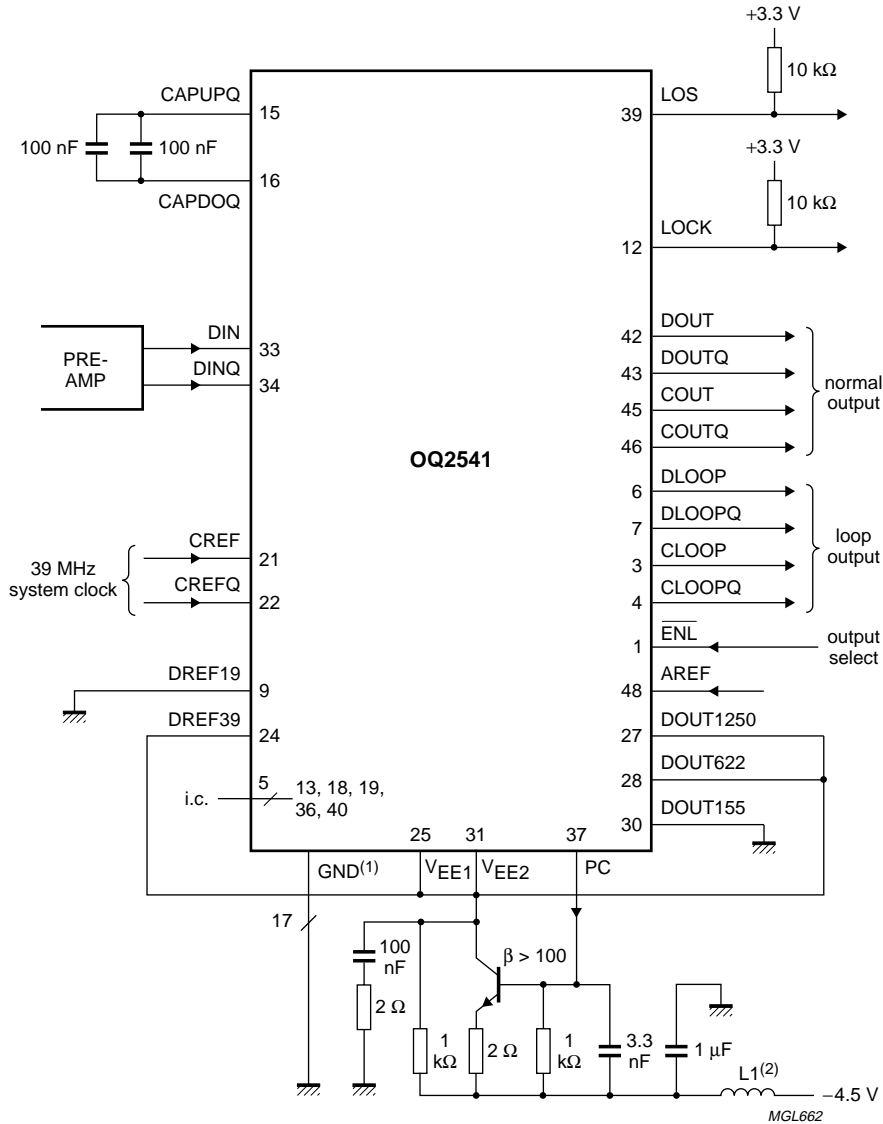 +3.3 V
10 kΩ
CAPUPQ
15
LOS
39
100 nF
100 nF
16
CAPDOQ
+3.3 V
10 kΩ
LOCK
12
DIN
33
PRE-
AMP
DINQ
34
DOUT
42
DOUTQ
43
COUT
45
COUTQ
46
normal
output
OQ2541
DLOOP
6
DLOOPQ
7
CLOOP
3
CLOOPQ
4
loop
output
39 MHz
system clock
CREF
21
CREFQ
22
ENL
1
output
select
AREF
48
DREF19
9
DREF39
24
DOUT1250
27
DOUT622
28
DOUT155
30
i.c.
5
13, 18, 19,
36, 40
25
31
37
GND(1)
VEE1
VEE2
PC
17
100
nF
2 Ω
β > 100
1
kΩ
2 Ω
1
kΩ
3.3
nF
1 μF
L1(2)
−4.5 V
MGL662